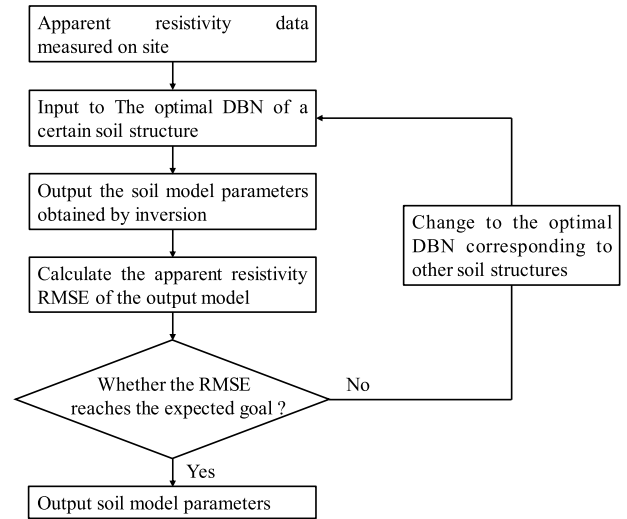 Apparent resistivity data
measured on site
Input to The optimal DBN of a
certain soil structure
Output the soil model parameters
obtained by inversion
Change to the optimal
DBN corresponding to
other soil structures
Calculate the apparent resistivity
RMSE of the output model
Whether the RMSE
reaches the expected goal ?
No
Yes
Output soil model parameters